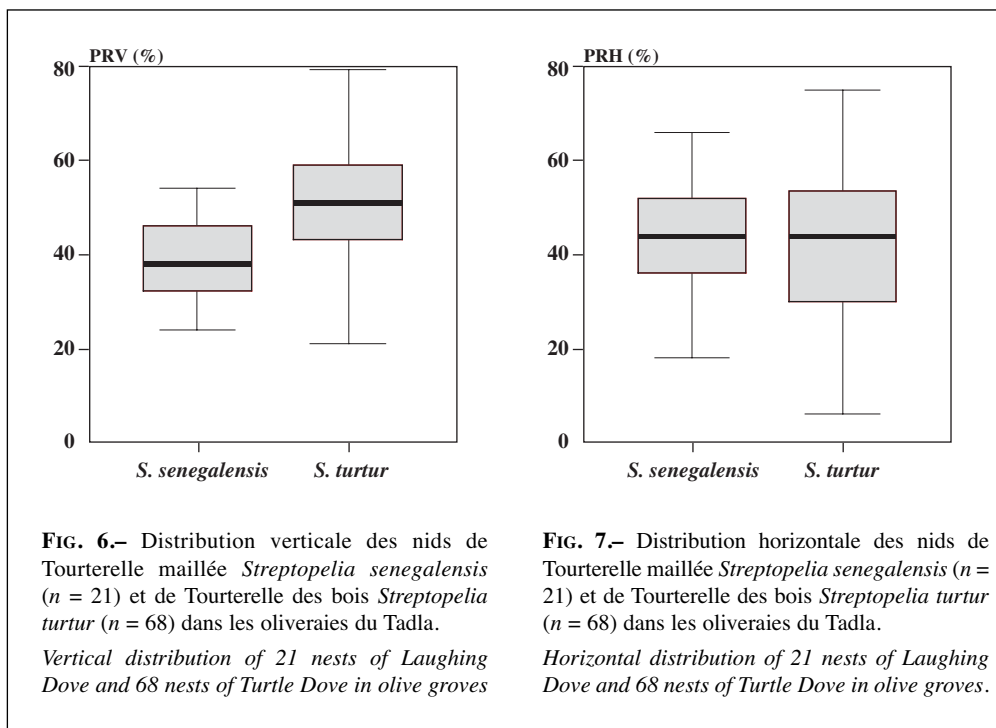 PRV (%)
80
60
40
20
0
S. senegalensis S. turtur
FIG. 6.– Distribution verticale des nids de
Tourterelle maillée Streptopelia senegalensis
(n = 21) et de Tourterelle des bois Streptopelia
turtur (n = 68) dans les oliveraies du Tadla.
Vertical distribution of 21 nests of Laughing
Dove and 68 nests of Turtle Dove in olive groves
PRH (%)
80
60
40
20
0
S. senegalensis S. turtur
FIG. 7.– Distribution horizontale des nids de
Tourterelle maillée Streptopelia senegalensis (n =
21) et de Tourterelle des bois Streptopelia turtur
(n = 68) dans les oliveraies du Tadla.
Horizontal distribution of 21 nests of Laughing
Dove and 68 nests of Turtle Dove in olive groves.